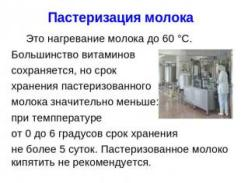 Пастеризация молока
Это нагревание молока до 60 °С.
Большинство витаминов
сохраняется, но срок
хранения пастеризованного
молока значительно меньше:
при темппературе
от 0 до 6 градусов срок хранения
не более 5 суток. Пастеризованное молоко
кипятить не рекомендуется.